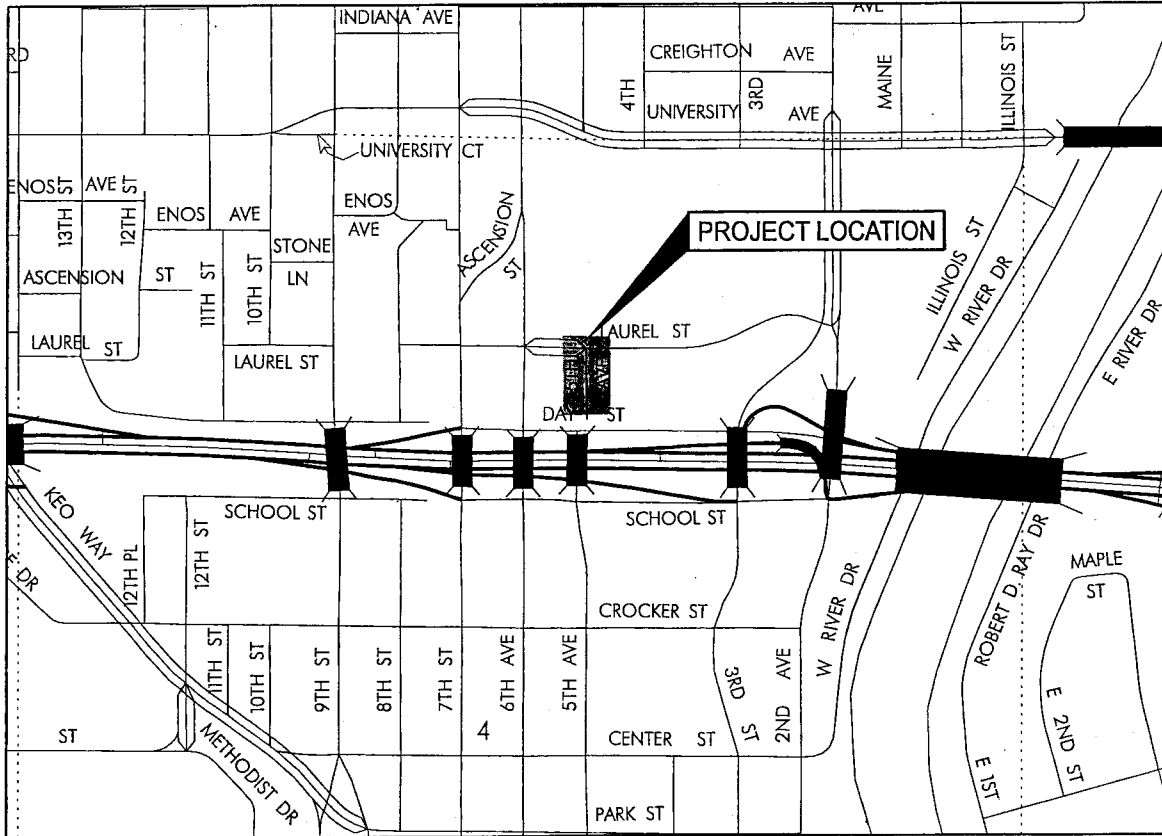 INDIANA AVE
AVE
RD
CREIGHTON AVE
4TH
3RD
MAINE
ILLINOIS ST
UNIVERSITY AVE
UNIVERSITY CT
ENOS AVE
13TH ST
12TH ST
ENOS AVE
ENOS AVE
STONE LN
ASCENSION ST
PROJECT LOCATION
ILLINOIS ST
W RIVER DR
E RIVER DR
ASCENSION ST
11TH ST
10TH ST
LAUREL ST
LAUREL ST
LAUREL ST
AVE
DAY ST
KEO WAY
SCHOOL ST
SCHOOL ST
E DR
12TH PL
12TH ST
ROBERT D. RAY DR
MAPLE ST
CROCKER ST
W RIVER DR
11TH ST
10TH ST
9TH ST
8TH ST
7TH ST
6TH AVE
5TH AVE
3RD ST
2ND AVE
E 2ND ST
ST
METHODIST DR
4
CENTER ST
E 1ST
PARK ST